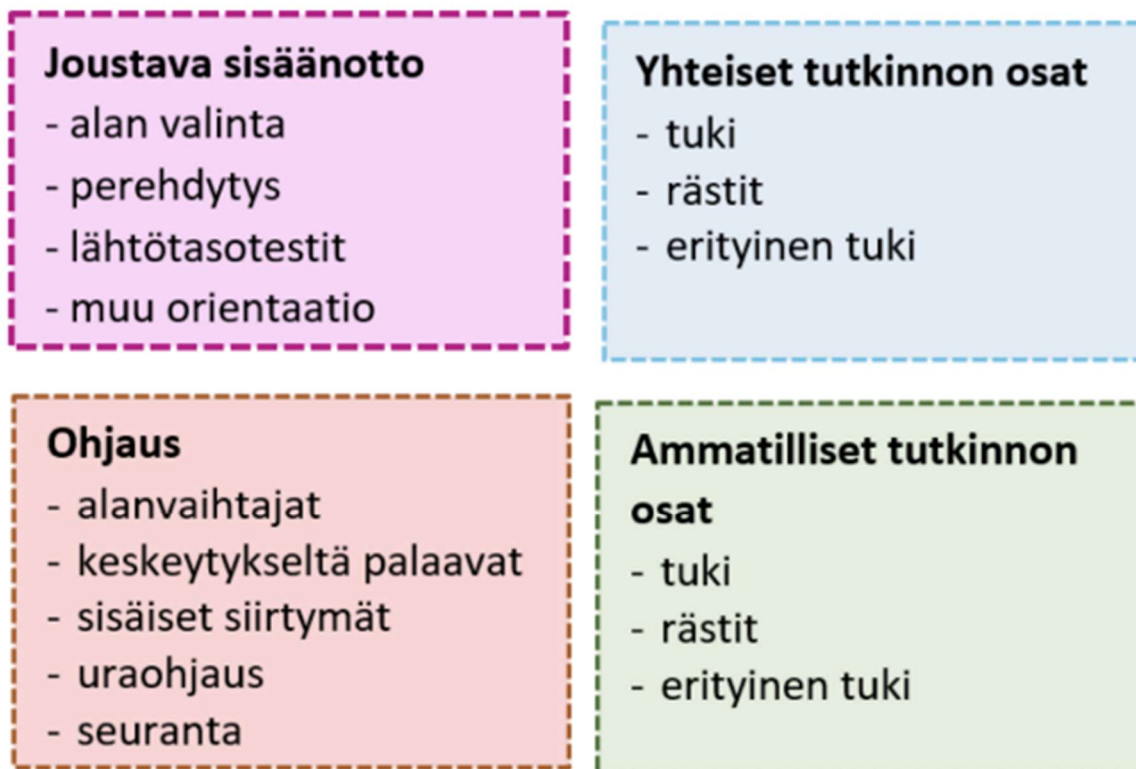 Joustava sisäänotto
- alan valinta
- perehdytys
- lähtötasotestit
- muu orientaatio
Yhteiset tutkinnon osat
- tuki
- rästit
- erityinen tuki
Ohjaus
- alanvaihtajat
- keskeytykseltä palaavat
- sisäiset siirtymät
- uraohjaus
- seuranta
Ammatilliset tutkinnon
osat
- tuki
- rästit
- erityinen tuki